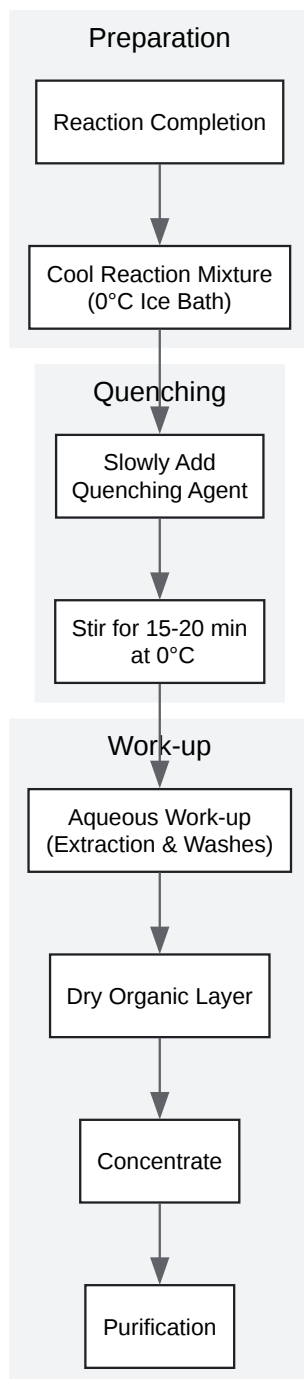 Preparation
Reaction Completion
Cool Reaction Mixture
(0°C Ice Bath)
Quenching
Slowly Add
Quenching Agent
Stir for 15-20 min
at 0°C
Work-up
Aqueous Work-up
(Extraction & Washes)
Dry Organic Layer
Concentrate
Purification